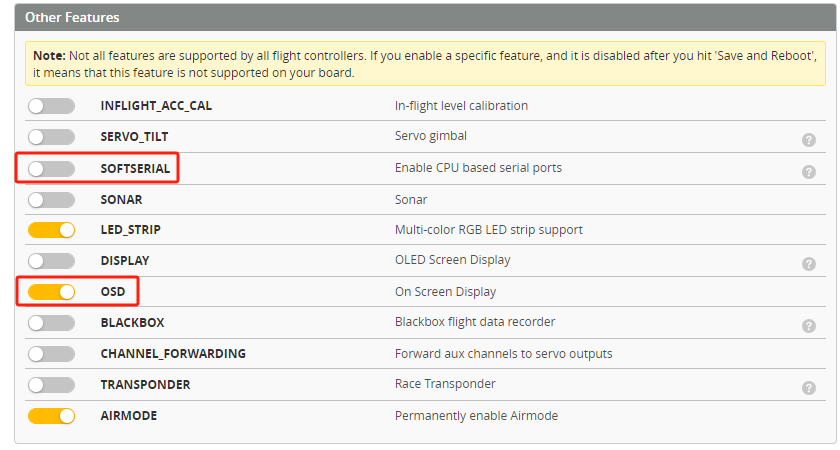 Other Features
Note: Not all features are supported by all flight controllers. If you enable a specific feature, and it is disabled after you hit 'Save and Reboot',
it means that this feature is not supported on your board.
INFLIGHT_ACC_CAL In-flight level calibration
SERVO_TILT Servo gimbal ?
SOFTSERIAL Enable CPU based serial ports ?
SONAR Sonar
LED_STRIP Multi-color RGB LED strip support
DISPLAY OLED Screen Display ?
OSD On Screen Display
BLACKBOX Blackbox flight data recorder ?
CHANNEL_FORWARDING Forward aux channels to servo outputs
TRANSPONDER Race Transponder ?
AIRMODE Permanently enable Airmode